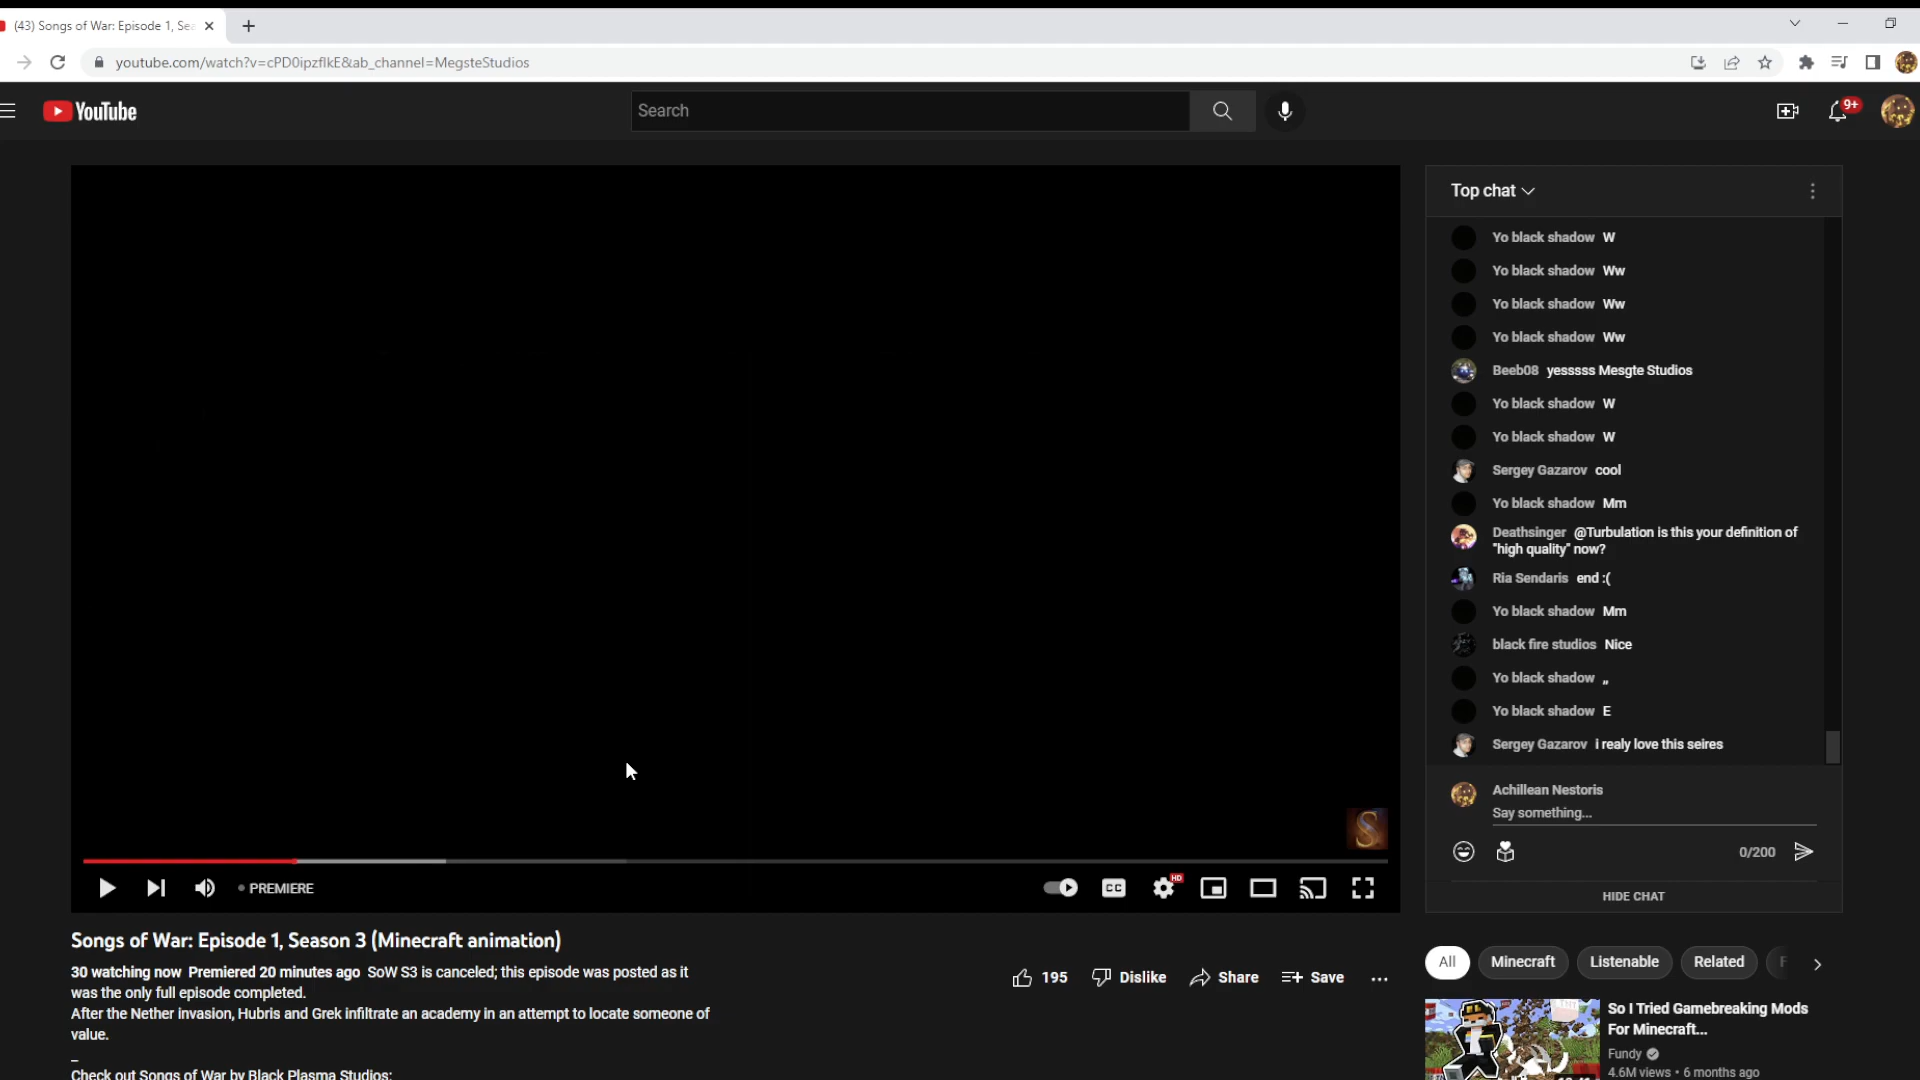 (43) Songs of War: Episode 1, Sea
youtube.com/watch?v=cPD0ipzflkE&ab_channel=MegsteStudios
YouTube
Search
9+
Top chat
Yo black shadow W
Yo black shadow Ww
Yo black shadow Ww
Yo black shadow Ww
Beeb08 yesssss Mesgte Studios
Yo black shadow W
Yo black shadow W
Sergey Gazarov cool
Yo black shadow Mm
Deathsinger @Turbulation is this your definition of
"high quality" now?
Ria Sendaris end :(
Yo black shadow Mm
black fire studios Nice
Yo black shadow ,,
Yo black shadow E
Sergey Gazarov i realy love this seires
Achillean Nestoris
Say something...
0/200
HIDE CHAT
S
• PREMIERE
CC
HD
Songs of War: Episode 1, Season 3 (Minecraft animation)
30 watching now Premiered 20 minutes ago SoW S3 is canceled; this episode was posted as it
was the only full episode completed.
After the Nether invasion, Hubris and Grek infiltrate an academy in an attempt to locate someone of
value.
–
Check out Songs of War by Black Plasma Studios:
195
Dislike
Share
Save
All
Minecraft
Listenable
Related
F
So I Tried Gamebreaking Mods
For Minecraft...
Fundy
4.6M views • 6 months ago